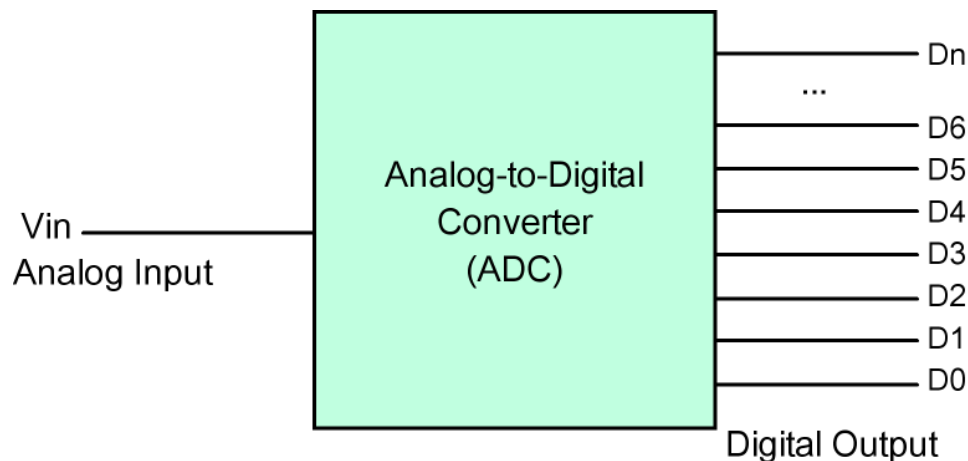 Vin
Analog Input
Analog-to-Digital
Converter
(ADC)
Dn
...
D6
D5
D4
D3
D2
D1
D0
Digital Output